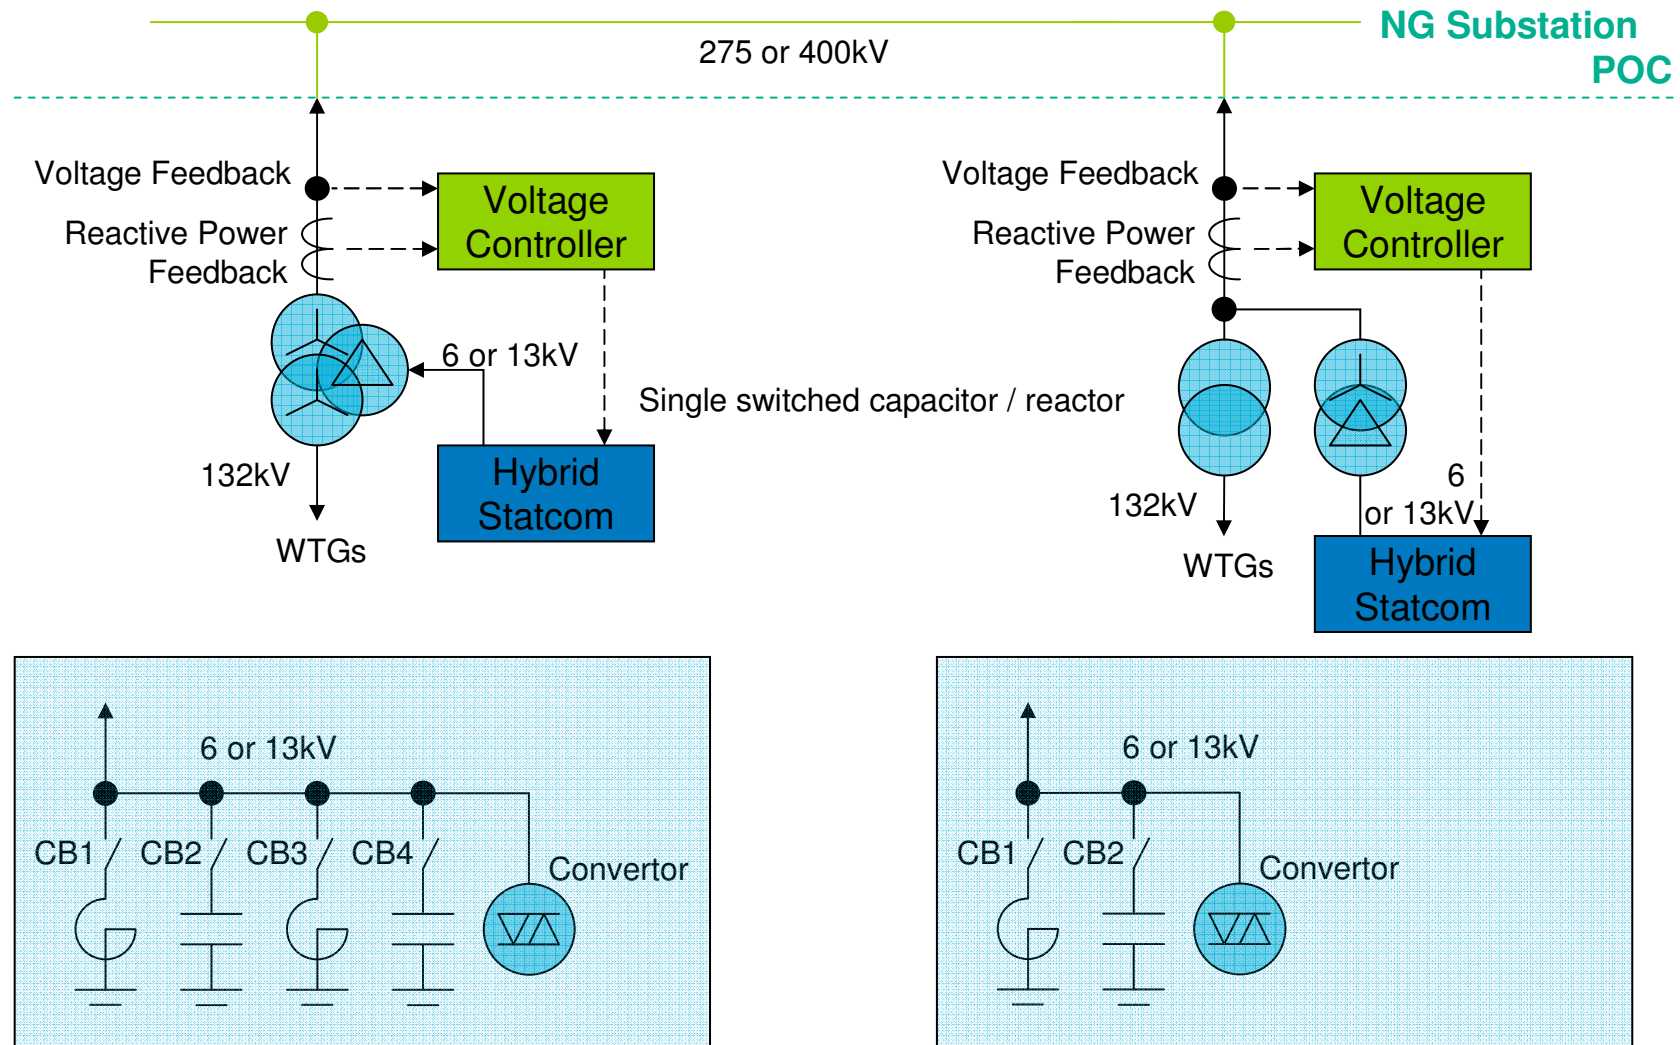 NG Substation
POC
275 or 400kV
Voltage Feedback
Reactive Power
Feedback
Voltage
Controller
6 or 13kV
132kV
WTGs
Hybrid
Statcom
Single switched capacitor / reactor
Voltage Feedback
Reactive Power
Feedback
Voltage
Controller
132kV
WTGs
6
or 13kV
Hybrid
Statcom
6 or 13kV
CB1
CB2
CB3
CB4
Convertor
6 or 13kV
CB1
CB2
Convertor